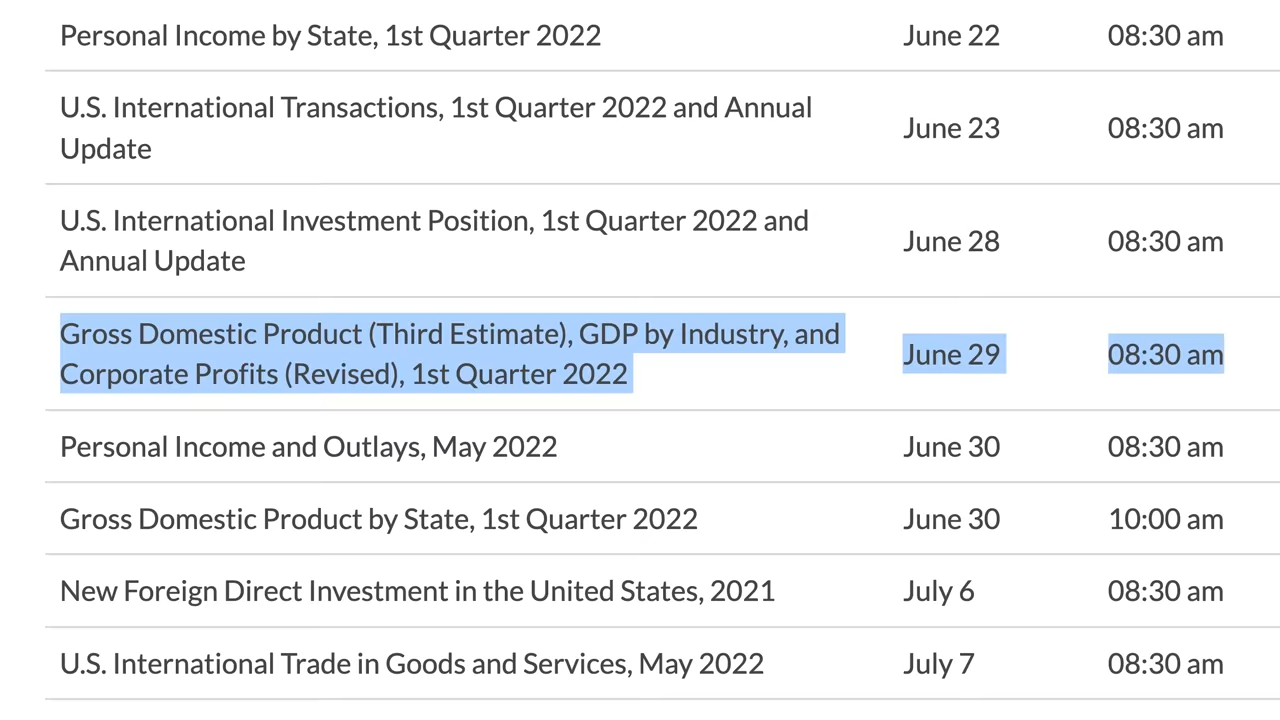 Personal Income by State, 1st Quarter 2022 June 22 08:30 am
U.S. International Transactions, 1st Quarter 2022 and Annual
Update June 23 08:30 am
U.S. International Investment Position, 1st Quarter 2022 and
Annual Update June 28 08:30 am
Gross Domestic Product (Third Estimate), GDP by Industry, and
Corporate Profits (Revised), 1st Quarter 2022 June 29 08:30 am
Personal Income and Outlays, May 2022 June 30 08:30 am
Gross Domestic Product by State, 1st Quarter 2022 June 30 10:00 am
New Foreign Direct Investment in the United States, 2021 July 6 08:30 am
U.S. International Trade in Goods and Services, May 2022 July 7 08:30 am